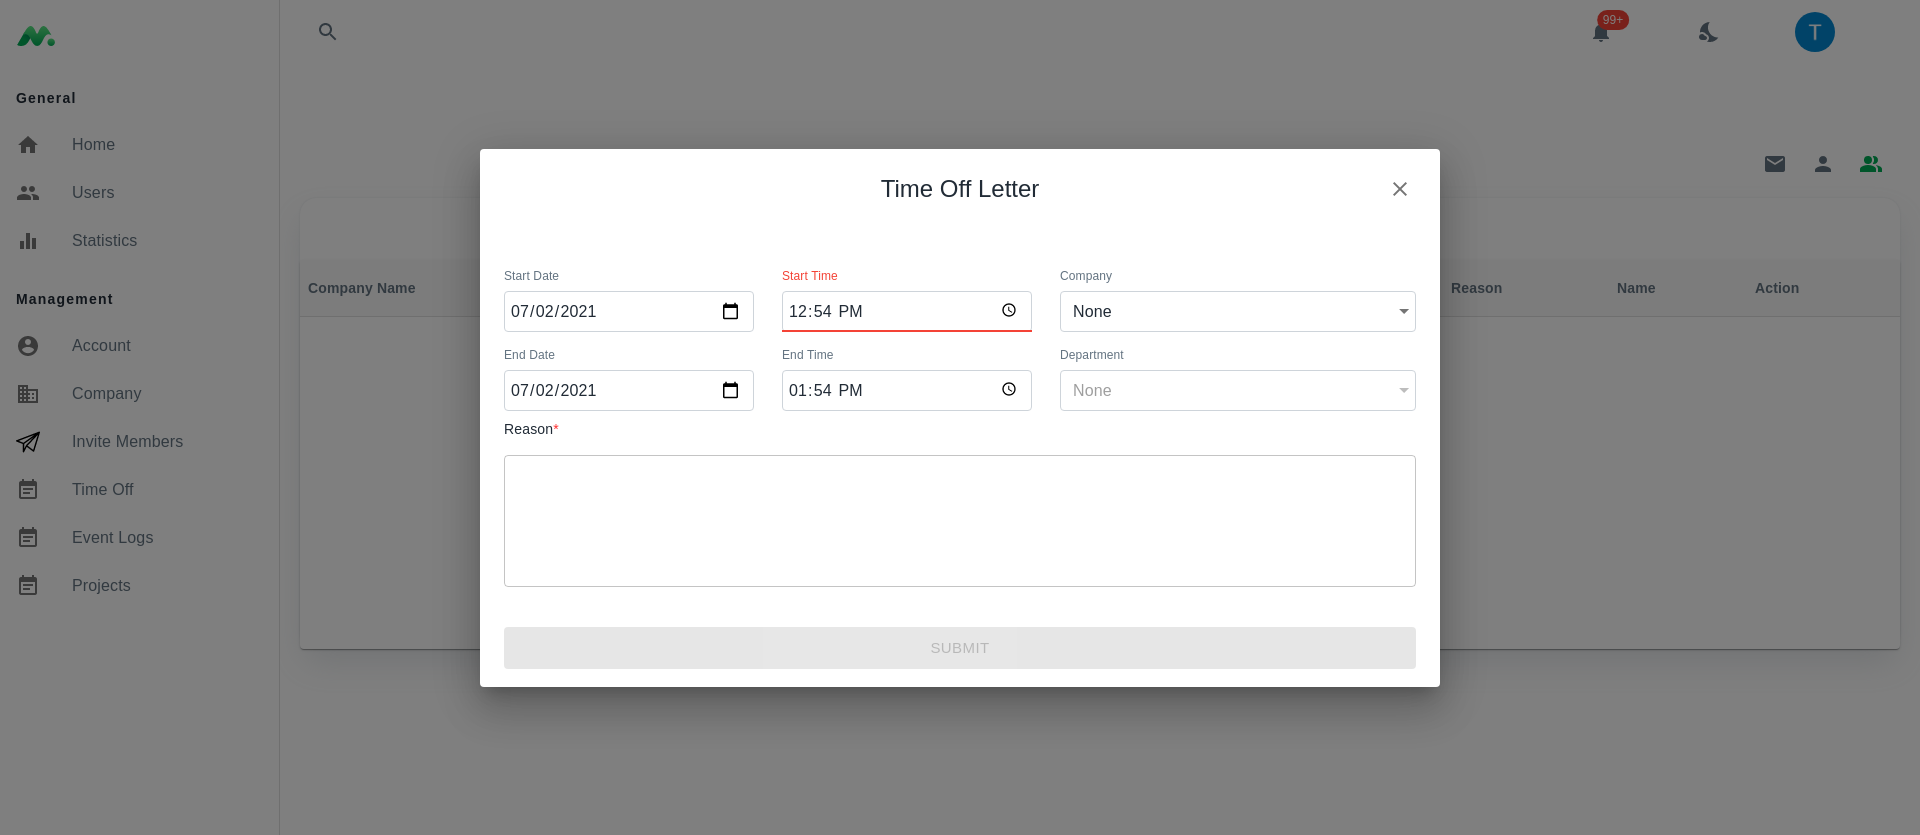 99+
T
General
Home
Users
Statistics
Management
Account
Company
Invite Members
Time Off
Event Logs
Projects
Company Name
Reason
Name
Action
Time Off Letter
Start Date
Start Time
Company
07/02/2021
12:54 PM
None
End Date
End Time
Department
07/02/2021
01:54 PM
None
Reason*
SUBMIT